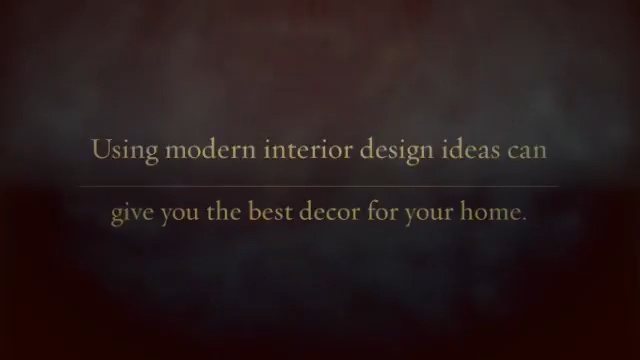 Using modern interior design ideas can
give you the best decor for your home.